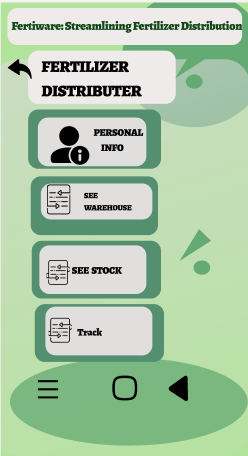 Fertiware: Streamlining Fertilizer Distribution
FERTILIZER
DISTRIBUTER
PERSONAL
INFO
SEE
WAREHOUSE
SEE STOCK
Track